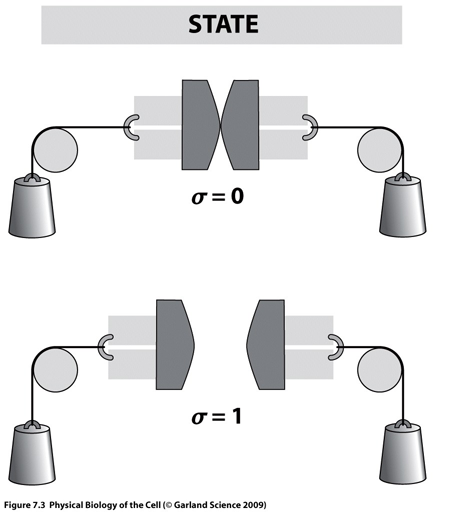 STATE
σ = 0
σ = 1
Figure 7.3 Physical Biology of the Cell (© Garland Science 2009)